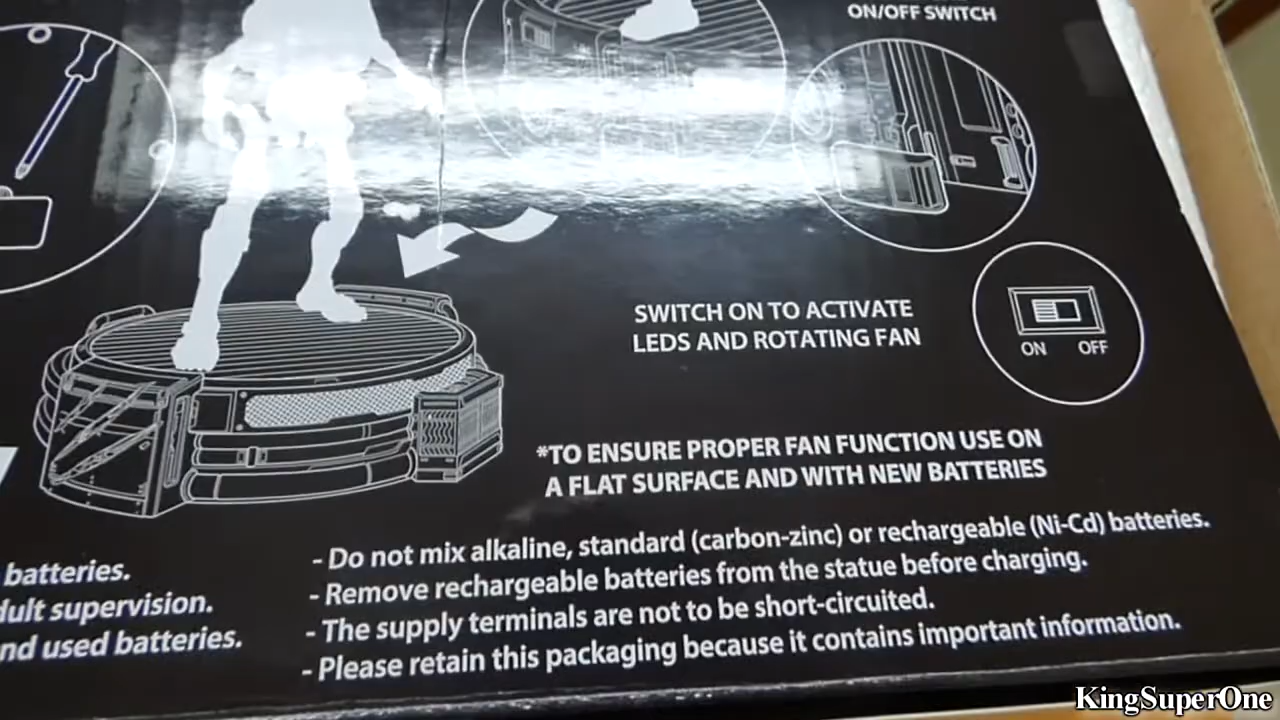 ON/OFF SWITCH
SWITCH ON TO ACTIVATE
LEDS AND ROTATING FAN
ON OFF
*TO ENSURE PROPER FAN FUNCTION USE ON
A FLAT SURFACE AND WITH NEW BATTERIES
batteries.
dult supervision.
nd used batteries.
- Do not mix alkaline, standard (carbon-zinc) or rechargeable (Ni-Cd) batteries.
- Remove rechargeable batteries from the statue before charging.
- The supply terminals are not to be short-circuited.
- Please retain this packaging because it contains important information.
KingSuperOne